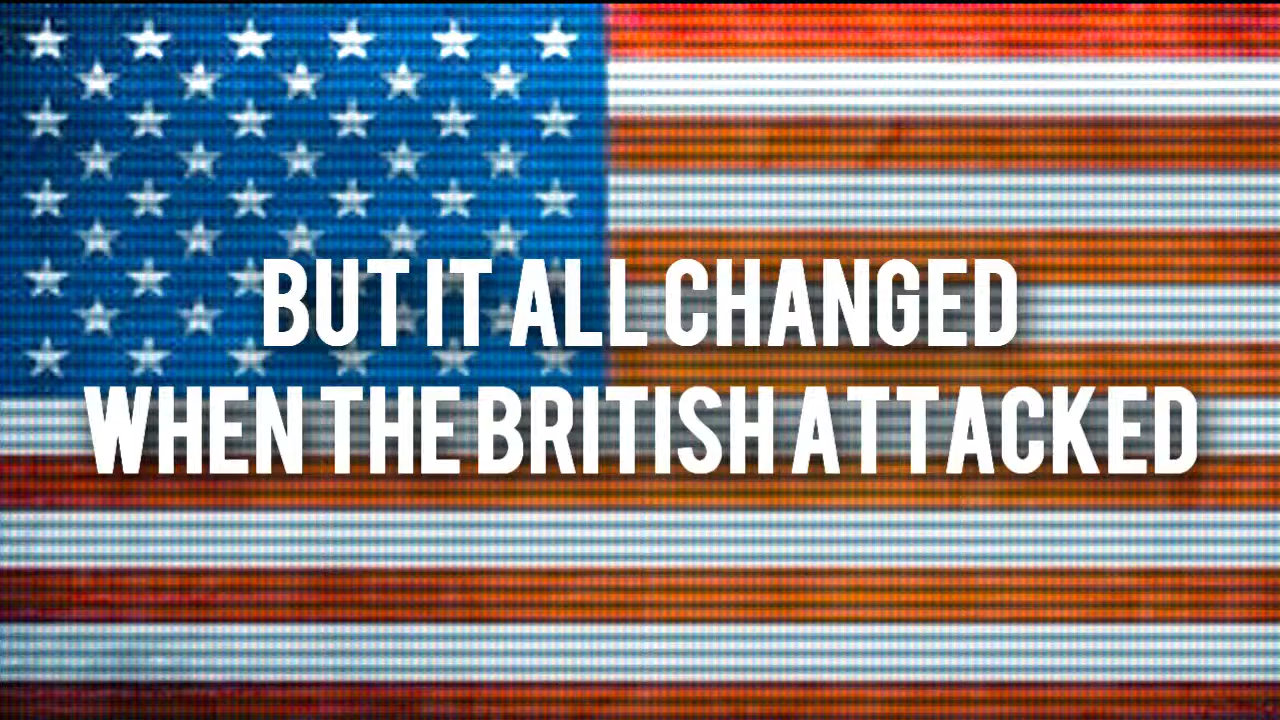 BUT IT ALL CHANGED
WHEN THE BRITISH ATTACKED